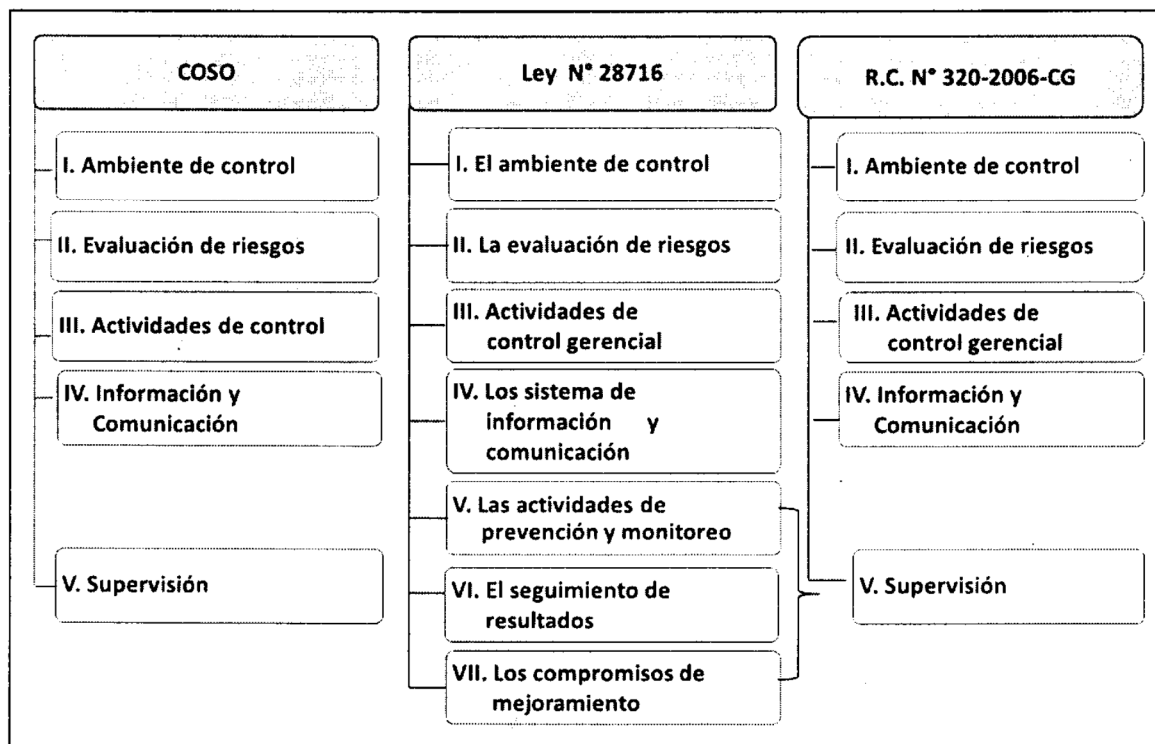 COSO
I. Ambiente de control
II. Evaluación de riesgos
III. Actividades de control
IV. Información y
Comunicación
V. Supervisión
Ley N° 28716
I. El ambiente de control
II. La evaluación de riesgos
III. Actividades de
control gerencial
IV. Los sistema de
información y
comunicación
V. Las actividades de
prevención y monitoreo
VI. El seguimiento de
resultados
VII. Los compromisos de
mejoramiento
R.C. N° 320-2006-CG
I. Ambiente de control
II. Evaluación de riesgos
III. Actividades de
control gerencial
IV. Información y
Comunicación
V. Supervisión